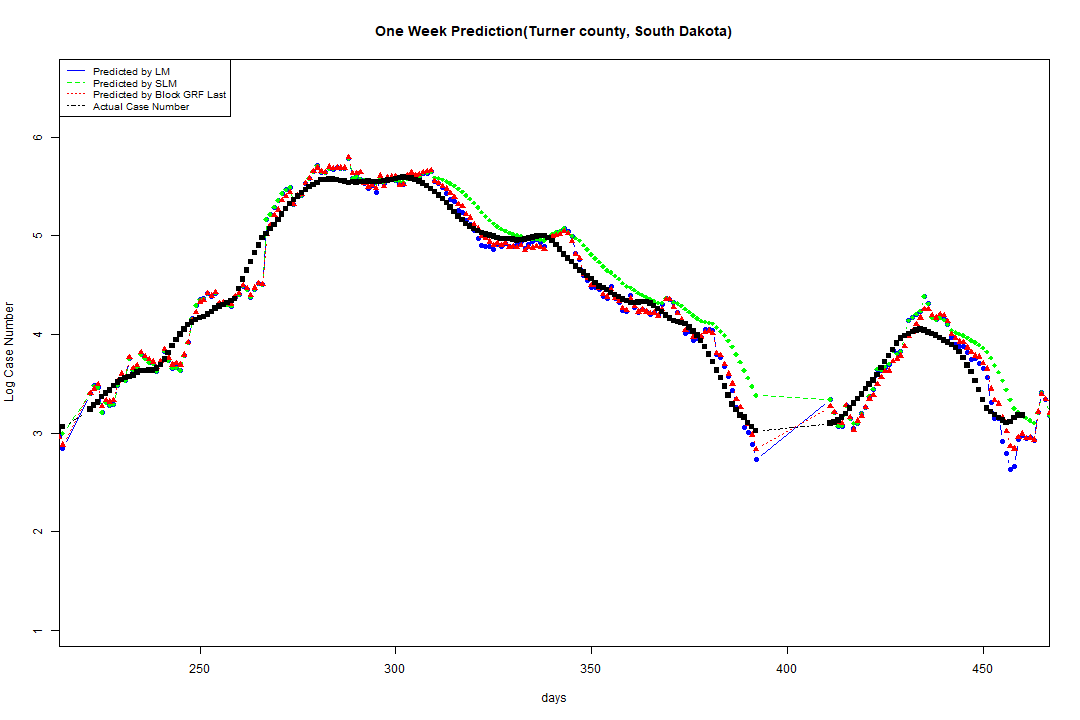 One Week Prediction(Turner county, South Dakota)
Predicted by LM
Predicted by SLM
Predicted by Block GRF Last
Actual Case Number
Log Case Number
6
5
4
3
2
1
250 300 350 400 450
days